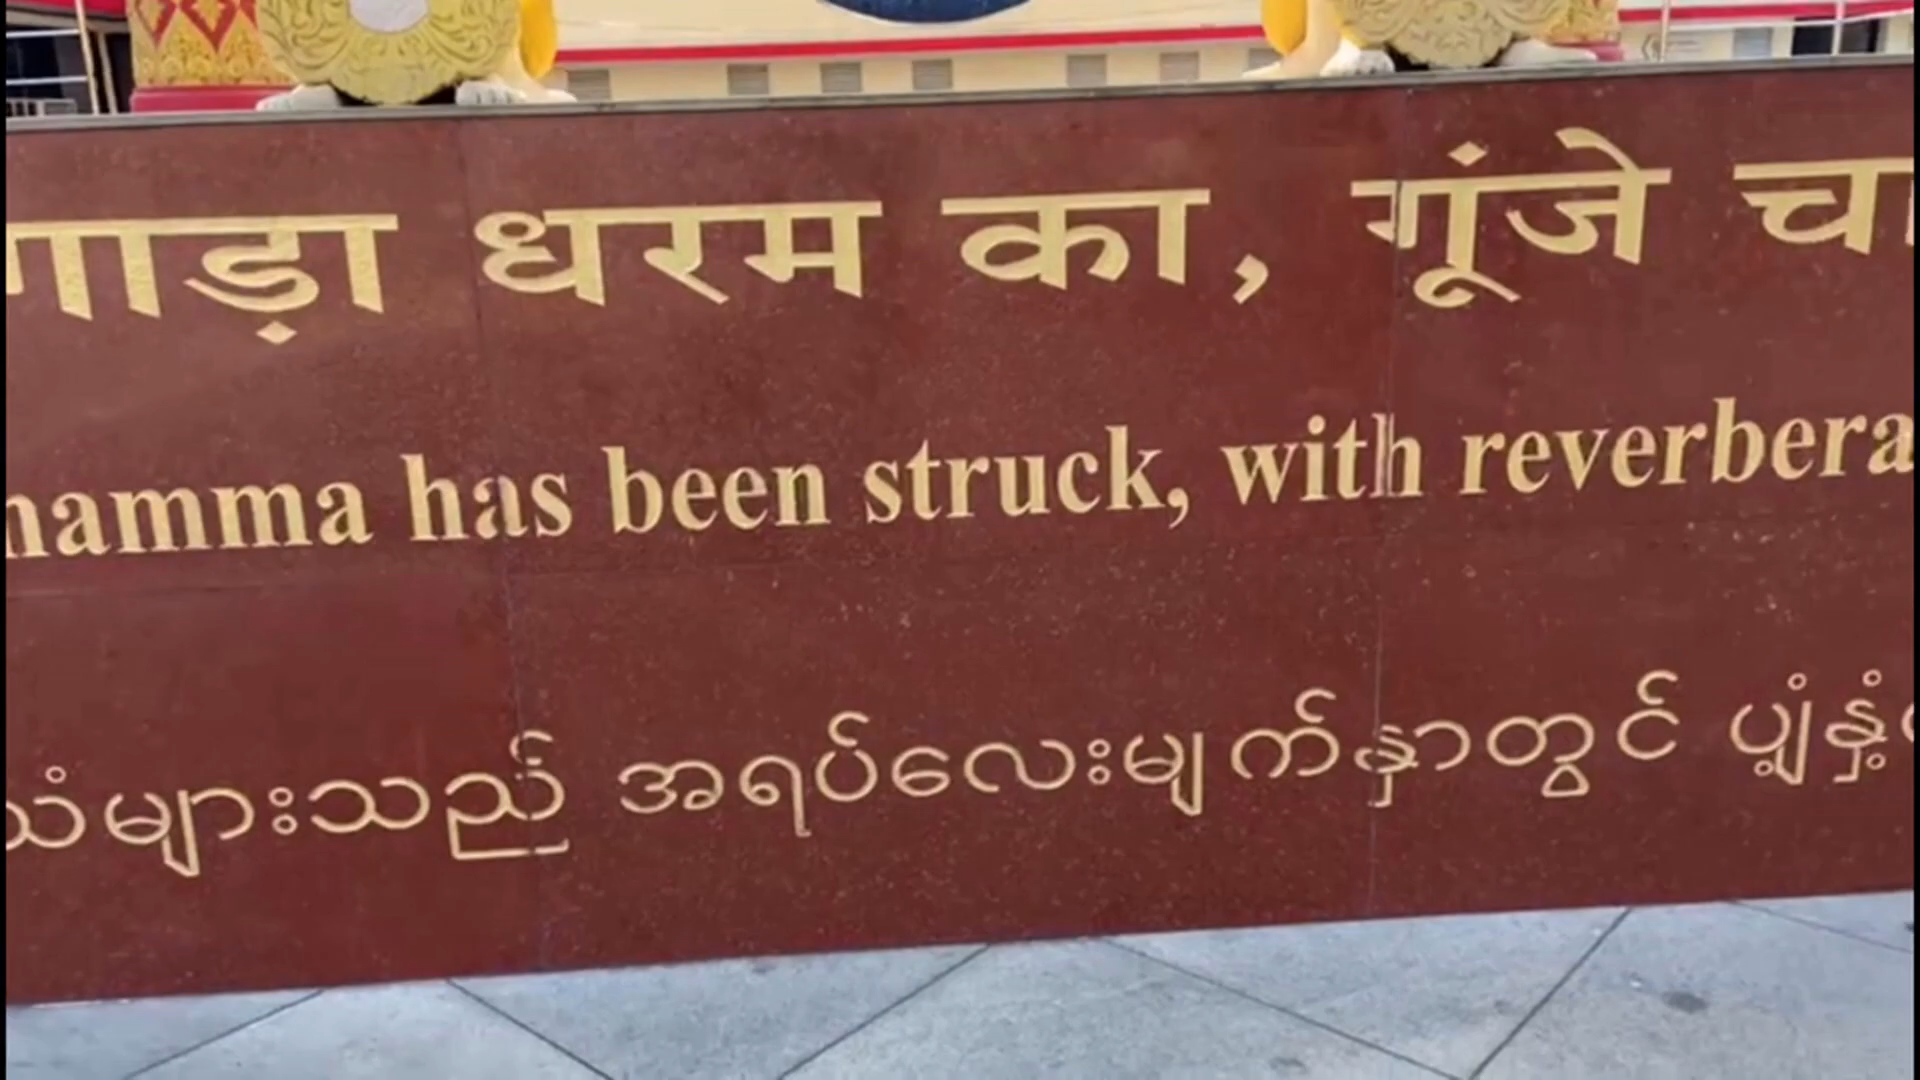 गाड़ा धरम का, गूंजे चा
hamma has been struck, with reverbera
သံများသည် အရပ်လေးမျက်နှာတွင် ပျံ့နှံ့